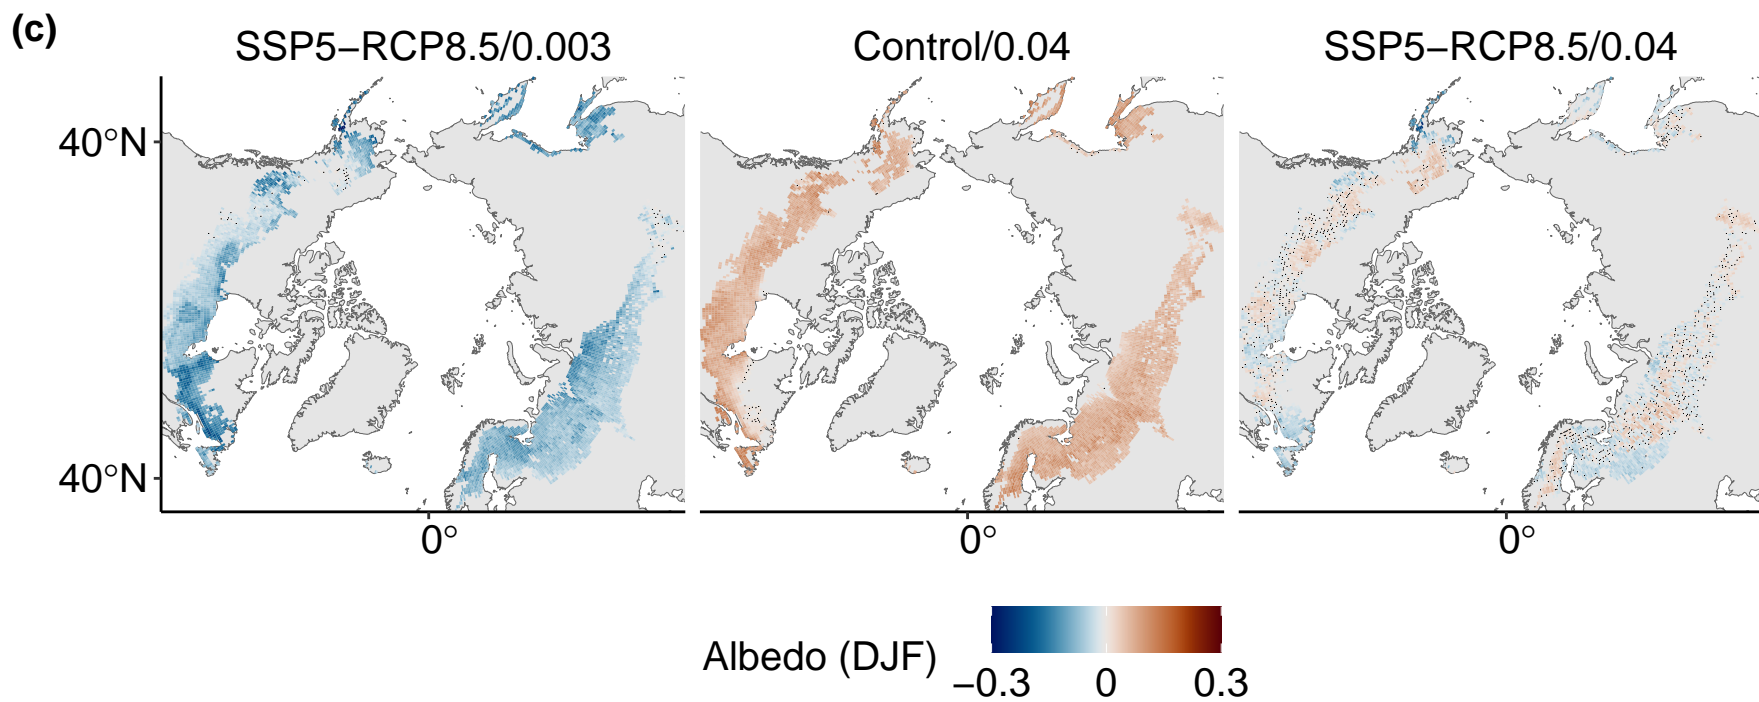 (c)
SSP5−RCP8.5/0.003 Control/0.04 SSP5−RCP8.5/0.04
40°N
40°N
0° 0° 0°
Albedo (DJF)
−0.3 0 0.3